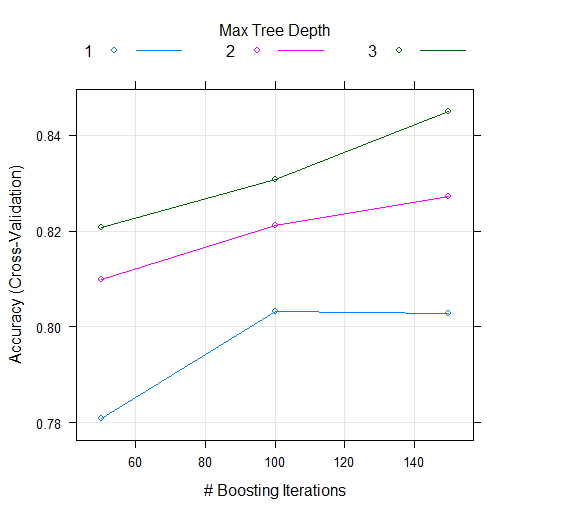 Max Tree Depth
1 2 3
0.84
0.82
0.80
0.78
Accuracy (Cross-Validation)
60 80 100 120 140
# Boosting Iterations